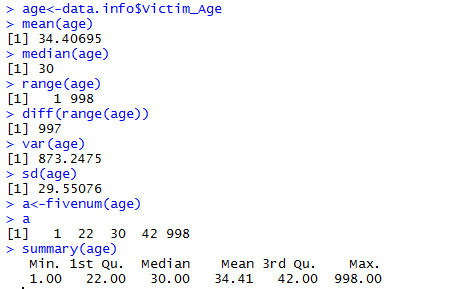 > age<-data.info$Victim_Age
> mean(age)
[1] 34.40695
> median(age)
[1] 30
> range(age)
[1]   1 998
> diff(range(age))
[1] 997
> var(age)
[1] 873.2475
> sd(age)
[1] 29.55076
> a<-fivenum(age)
> a
[1]   1  22  30  42 998
> summary(age)
   Min. 1st Qu.  Median    Mean 3rd Qu.    Max.
   1.00   22.00   30.00   34.41   42.00  998.00